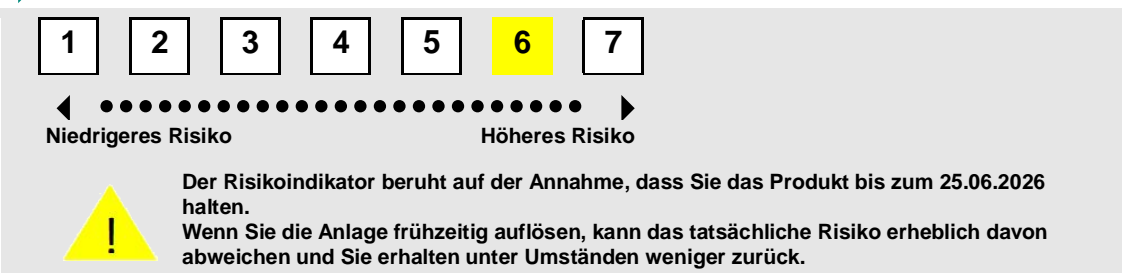 1 2 3 4 5 6 7
Niedrigeres Risiko Höheres Risiko
Der Risikoindikator beruht auf der Annahme, dass Sie das Produkt bis zum 25.06.2026
halten.
Wenn Sie die Anlage frühzeitig auflösen, kann das tatsächliche Risiko erheblich davon
abweichen und Sie erhalten unter Umständen weniger zurück.
!